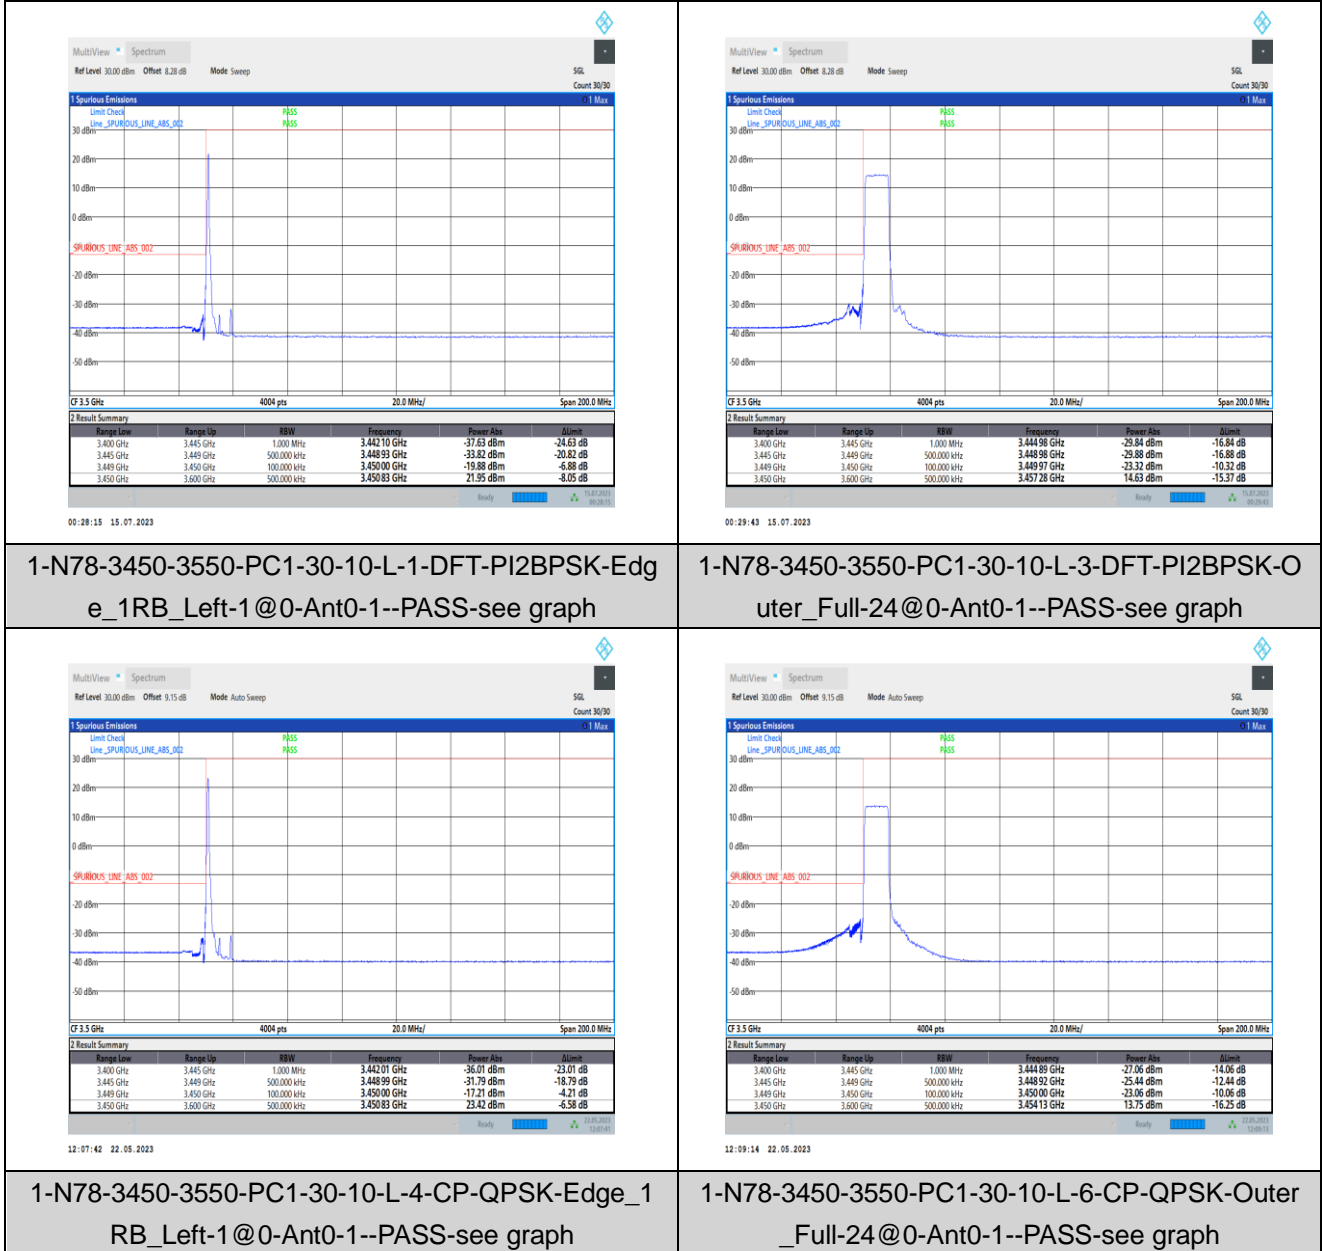 MultiView Spectrum
Ref Level 30.00 dBm Offset 8.28 dB Mode Sweep SGL
Count 30/30
1 Spurious Emissions 1 Max
Limit Check PASS
Line _SPURIOUS_LINE_ABS_002 PASS
30 dBm
20 dBm
10 dBm
0 dBm
_SPURIOUS_LINE_ABS_002
-20 dBm
-30 dBm
-40 dBm
-50 dBm
CF 3.5 GHz 4004 pts 20.0 MHz/ Span 200.0 MHz
2 Result Summary
Range Low Range Up RBW Frequency Power Abs ΔLimit
3.400 GHz 3.445 GHz 1.000 MHz 3.44210 GHz -37.63 dBm -24.63 dB
3.445 GHz 3.449 GHz 500.000 kHz 3.44893 GHz -33.82 dBm -20.82 dB
3.449 GHz 3.450 GHz 100.000 kHz 3.45000 GHz -19.88 dBm -6.88 dB
3.450 GHz 3.600 GHz 500.000 kHz 3.45083 GHz 21.95 dBm -8.05 dB
Ready 15.07.2023
00:28:15
00:28:15 15.07.2023
MultiView Spectrum
Ref Level 30.00 dBm Offset 8.28 dB Mode Sweep SGL
Count 30/30
1 Spurious Emissions 1 Max
Limit Check PASS
Line _SPURIOUS_LINE_ABS_002 PASS
30 dBm
20 dBm
10 dBm
0 dBm
_SPURIOUS_LINE_ABS_002
-20 dBm
-30 dBm
-40 dBm
-50 dBm
CF 3.5 GHz 4004 pts 20.0 MHz/ Span 200.0 MHz
2 Result Summary
Range Low Range Up RBW Frequency Power Abs ΔLimit
3.400 GHz 3.445 GHz 1.000 MHz 3.44498 GHz -29.84 dBm -16.84 dB
3.445 GHz 3.449 GHz 500.000 kHz 3.44898 GHz -29.88 dBm -16.88 dB
3.449 GHz 3.450 GHz 100.000 kHz 3.44997 GHz -23.32 dBm -10.32 dB
3.450 GHz 3.600 GHz 500.000 kHz 3.45728 GHz 14.63 dBm -15.37 dB
Ready 15.07.2023
00:29:43
00:29:43 15.07.2023
1-N78-3450-3550-PC1-30-10-L-1-DFT-PI2BPSK-Edg
e_1RB_Left-1@0-Ant0-1--PASS-see graph
1-N78-3450-3550-PC1-30-10-L-3-DFT-PI2BPSK-O
uter_Full-24@0-Ant0-1--PASS-see graph
MultiView Spectrum
Ref Level 30.00 dBm Offset 9.15 dB Mode Auto Sweep SGL
Count 30/30
1 Spurious Emissions 1 Max
Limit Check PASS
Line _SPURIOUS_LINE_ABS_002 PASS
30 dBm
20 dBm
10 dBm
0 dBm
_SPURIOUS_LINE_ABS_002
-20 dBm
-30 dBm
-40 dBm
-50 dBm
CF 3.5 GHz 4004 pts 20.0 MHz/ Span 200.0 MHz
2 Result Summary
Range Low Range Up RBW Frequency Power Abs ΔLimit
3.400 GHz 3.445 GHz 1.000 MHz 3.44201 GHz -36.01 dBm -23.01 dB
3.445 GHz 3.449 GHz 500.000 kHz 3.44899 GHz -31.79 dBm -18.79 dB
3.449 GHz 3.450 GHz 100.000 kHz 3.45000 GHz -17.21 dBm -4.21 dB
3.450 GHz 3.600 GHz 500.000 kHz 3.45083 GHz 23.42 dBm -6.58 dB
Ready 22.05.2023
12:07:41
12:07:42 22.05.2023
MultiView Spectrum
Ref Level 30.00 dBm Offset 9.15 dB Mode Auto Sweep SGL
Count 30/30
1 Spurious Emissions 1 Max
Limit Check PASS
Line _SPURIOUS_LINE_ABS_002 PASS
30 dBm
20 dBm
10 dBm
0 dBm
_SPURIOUS_LINE_ABS_002
-20 dBm
-30 dBm
-40 dBm
-50 dBm
CF 3.5 GHz 4004 pts 20.0 MHz/ Span 200.0 MHz
2 Result Summary
Range Low Range Up RBW Frequency Power Abs ΔLimit
3.400 GHz 3.445 GHz 1.000 MHz 3.44489 GHz -27.06 dBm -14.06 dB
3.445 GHz 3.449 GHz 500.000 kHz 3.44892 GHz -25.44 dBm -12.44 dB
3.449 GHz 3.450 GHz 100.000 kHz 3.45000 GHz -23.06 dBm -10.06 dB
3.450 GHz 3.600 GHz 500.000 kHz 3.45413 GHz 13.75 dBm -16.25 dB
Ready 22.05.2023
12:09:13
12:09:14 22.05.2023
1-N78-3450-3550-PC1-30-10-L-4-CP-QPSK-Edge_1
RB_Left-1@0-Ant0-1--PASS-see graph
1-N78-3450-3550-PC1-30-10-L-6-CP-QPSK-Outer
_Full-24@0-Ant0-1--PASS-see graph